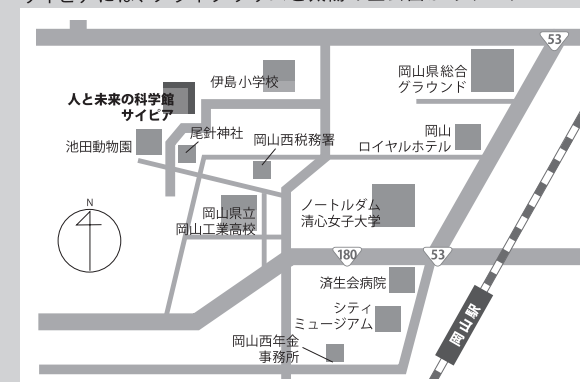 53
伊島小学校
岡山県総合
グラウンド
人と未来の科学館
サイピア
尾針神社
岡山西税務署
岡山
ロイヤルホテル
池田動物園
N
岡山県立
岡山工業高校
ノートルダム
清心女子大学
180
53
済生会病院
シティ
ミュージアム
岡山駅
岡山西年金
事務所